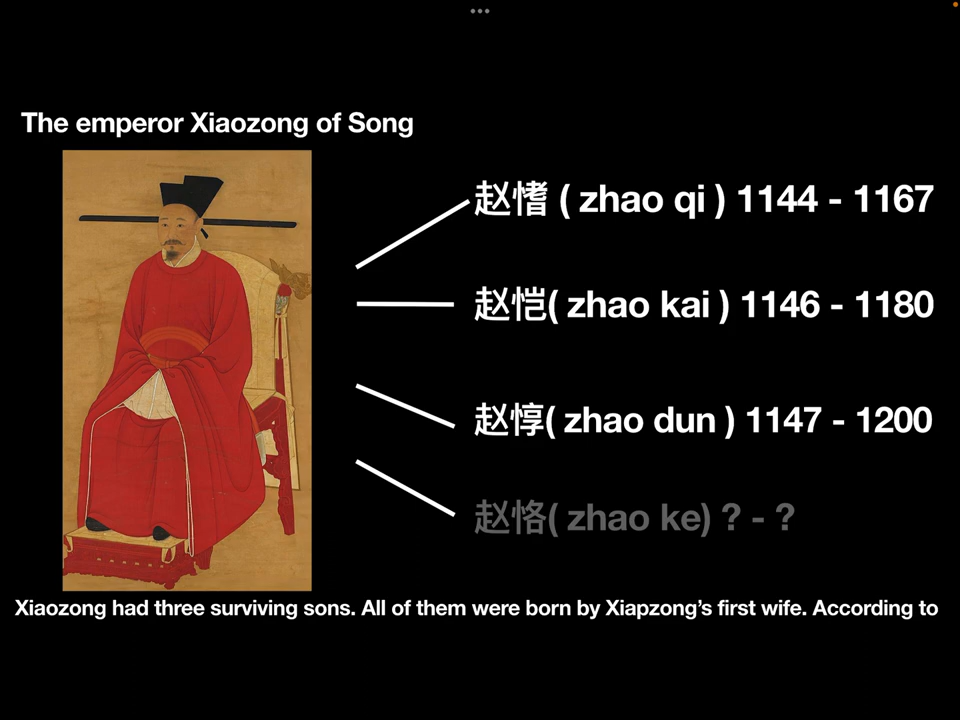 The emperor Xiaozong of Song
赵愭 ( zhao qi ) 1144 - 1167
赵恺( zhao kai ) 1146 - 1180
赵惇( zhao dun ) 1147 - 1200
赵恪( zhao ke) ? - ?
Xiaozong had three surviving sons. All of them were born by Xiapzong’s first wife. According to